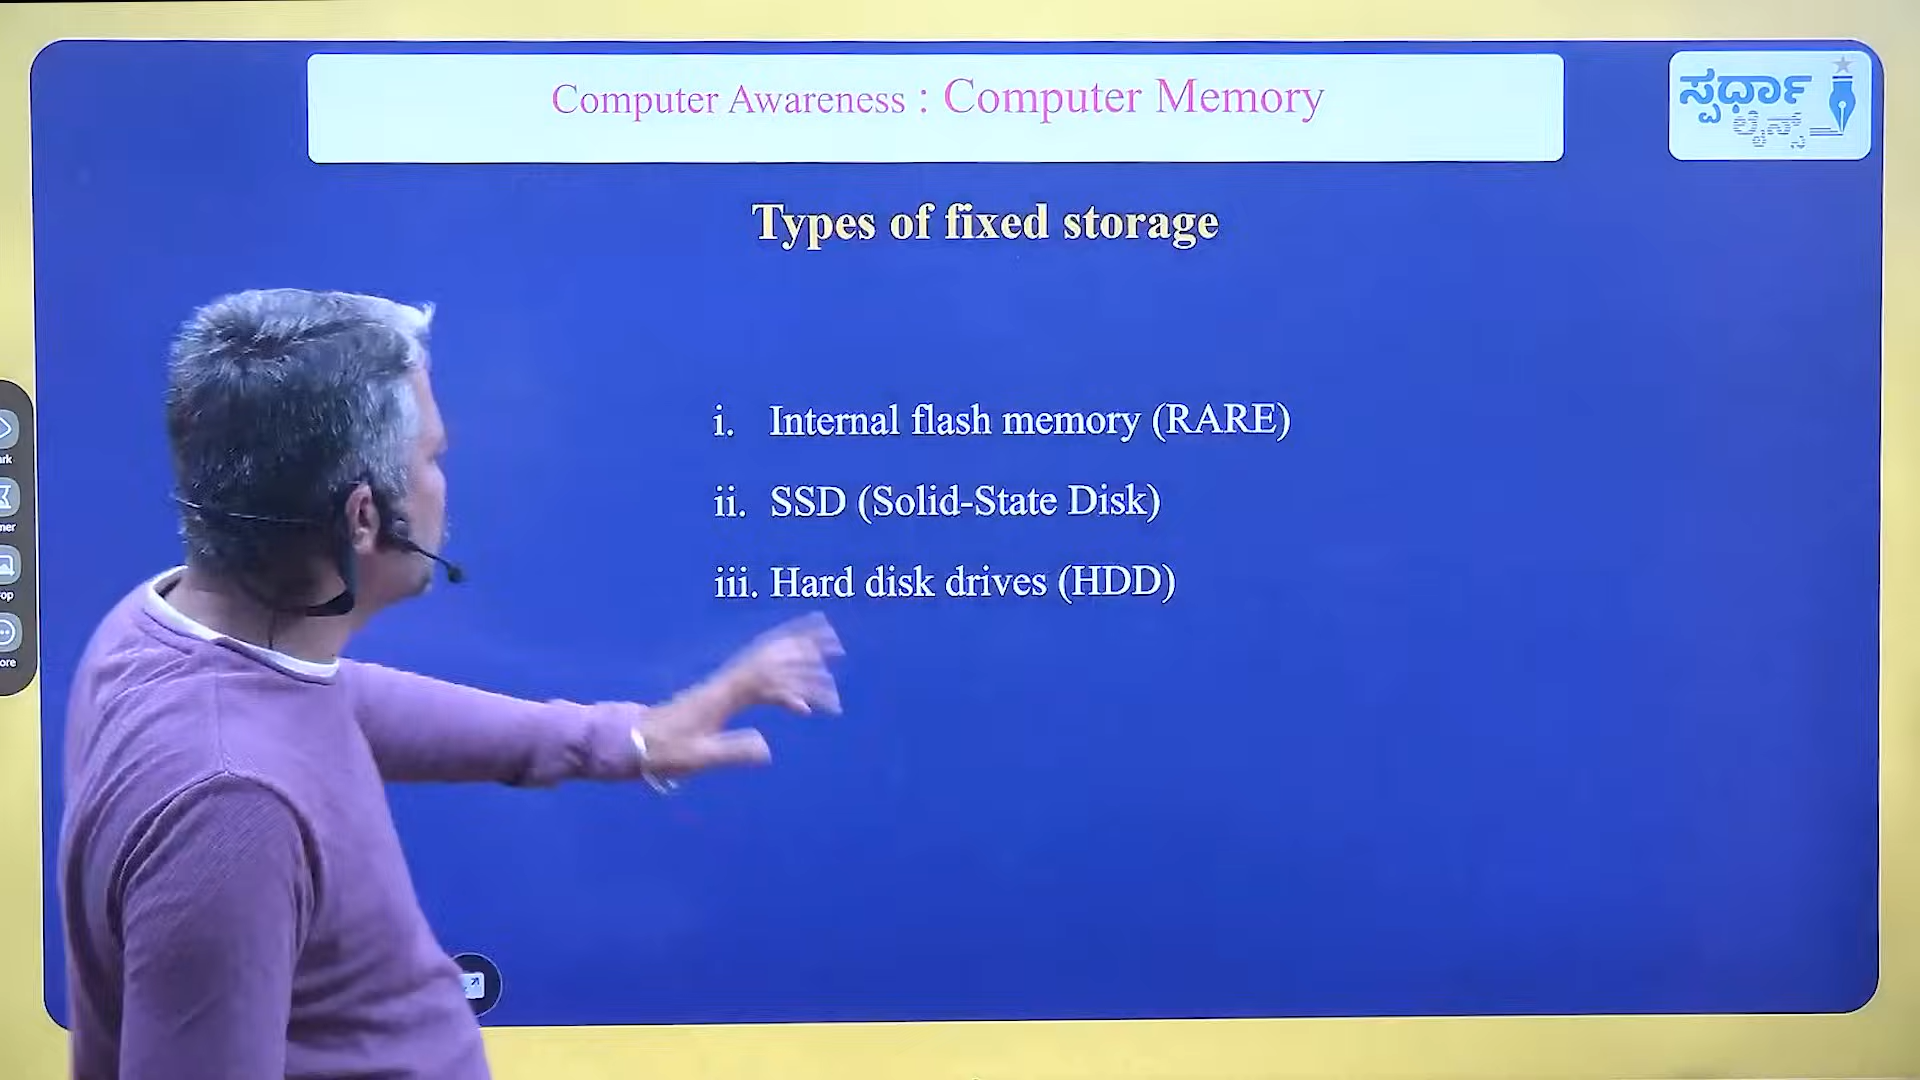 Computer Awareness : Computer Memory
ಸ್ಪರ್ಧಾ
Types of fixed storage
i. Internal flash memory (RARE)
ii. SSD (Solid-State Disk)
iii. Hard disk drives (HDD)